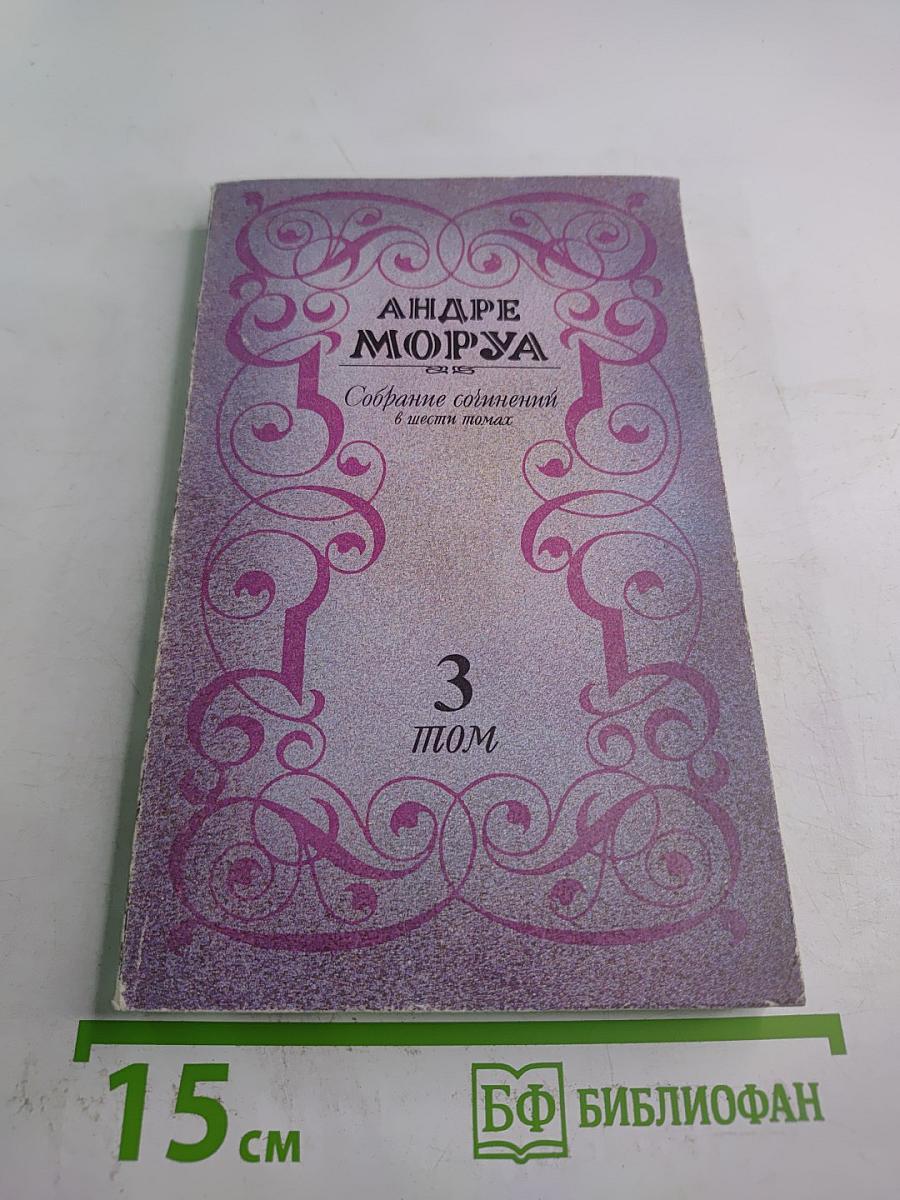 АНДРЕ
МОРУА
Собрание сочинений
в шести томах
3
том
15 см
БФ БИБЛИОФАН